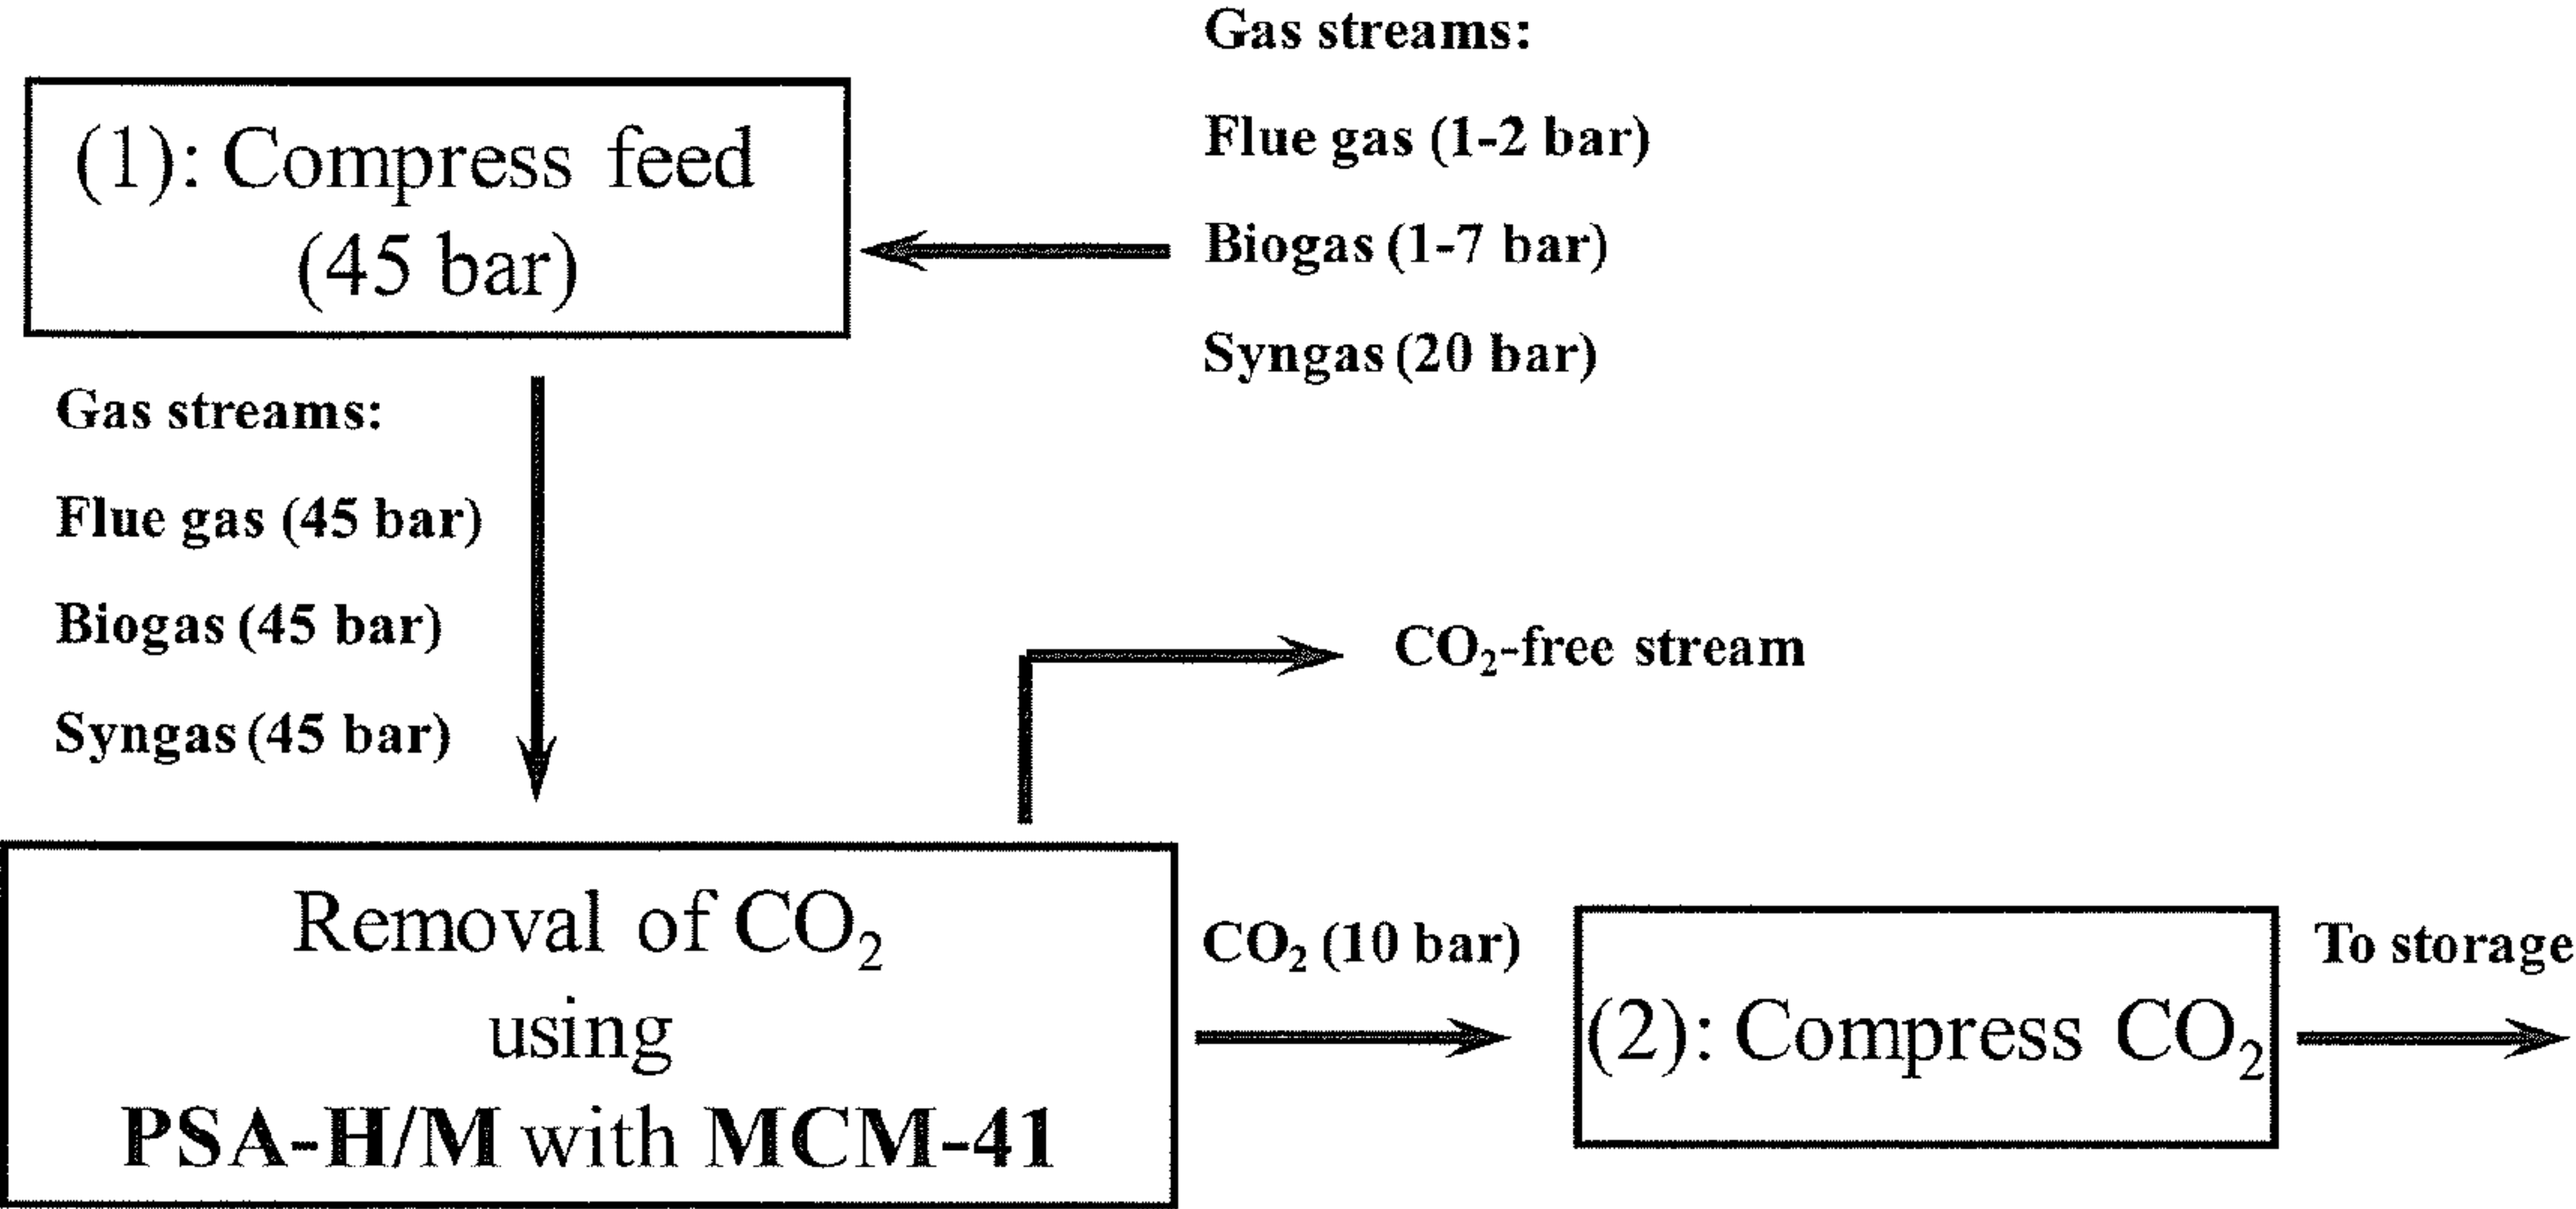 Gas streams:
Flue gas (1-2 bar)
Biogas (1-7 bar)
Syngas (20 bar)
(1): Compress feed
(45 bar)
Gas streams:
Flue gas (45 bar)
Biogas (45 bar)
Syngas (45 bar)
CO₂-free stream
Removal of CO₂
using
PSA-H/M with MCM-41
CO₂ (10 bar)
(2): Compress CO₂
To storage